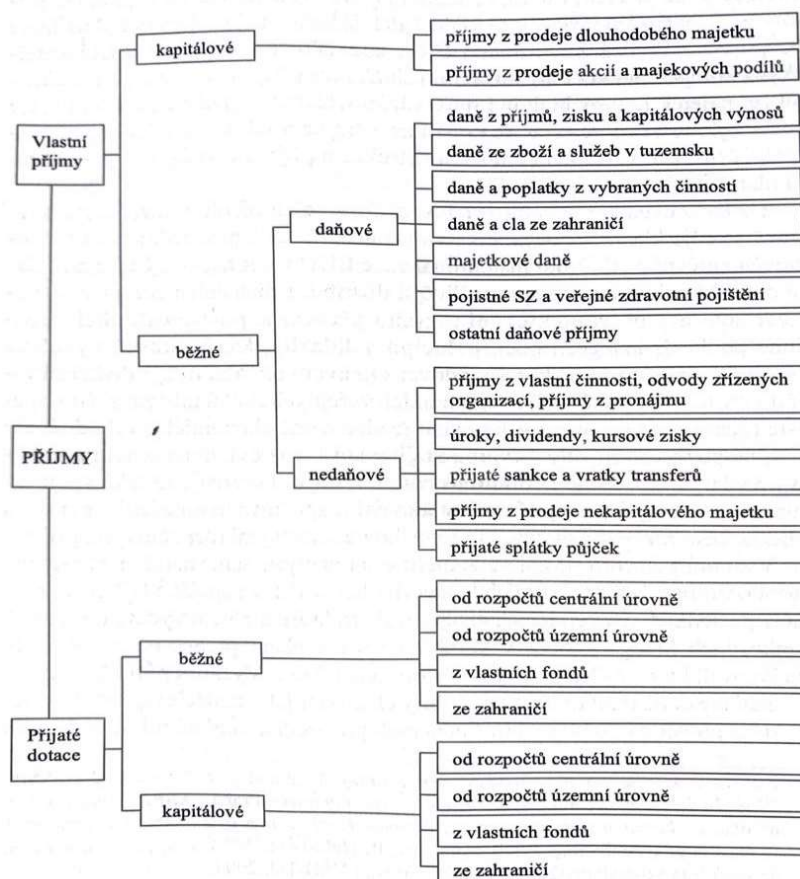 kapitálové
příjmy z prodeje dlouhodobého majetku
příjmy z prodeje akcií a majekových podílů
Vlastní
příjmy
daně z příjmů, zisku a kapitálových výnosů
daně ze zboží a služeb v tuzemsku
daně a poplatky z vybraných činností
daňové
daně a cla ze zahraničí
majetkové daně
pojistné SZ a veřejné zdravotní pojištění
ostatní daňové příjmy
běžné
příjmy z vlastní činnosti, odvody zřízených
organizací, příjmy z pronájmu
PŘÍJMY
úroky, dividendy, kursové zisky
nedaňové
přijaté sankce a vratky transferů
příjmy z prodeje nekapitálového majetku
přijaté splátky půjček
běžné
od rozpočtů centrální úrovně
od rozpočtů územní úrovně
z vlastních fondů
ze zahraničí
Přijaté
dotace
kapitálové
od rozpočtů centrální úrovně
od rozpočtů územní úrovně
z vlastních fondů
ze zahraničí